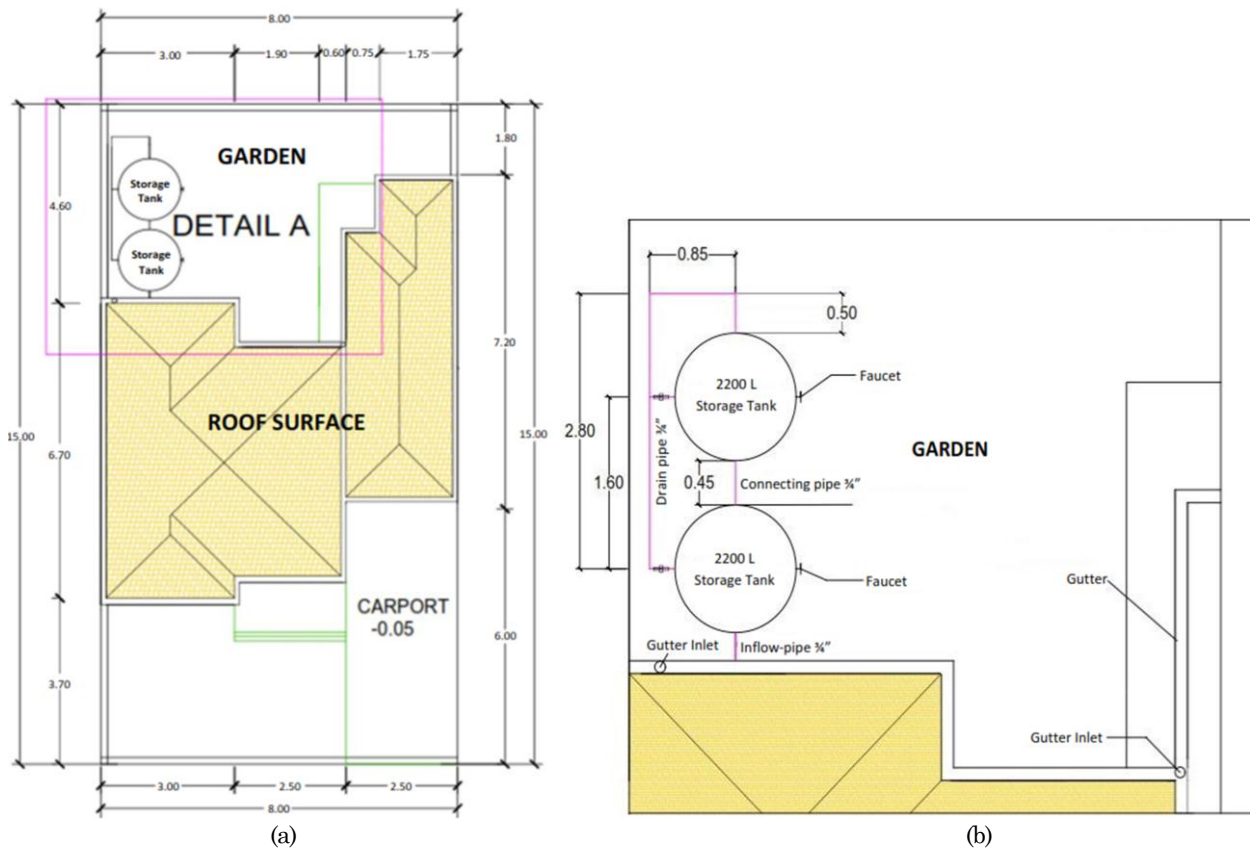 8.00
3.00
1.90
0.60
0.75
1.75
GARDEN
1.80
Storage
Tank
4.60
DETAIL A
Storage
Tank
ROOF SURFACE
7.20
15.00
15.00
6.70
CARPORT
-0.05
6.00
3.70
3.00
2.50
2.50
8.00
(a)
0.85
0.50
2200 L
Storage Tank
Faucet
2.80
Drain pipe ¾”
GARDEN
1.60
0.45
Connecting pipe ¾”
2200 L
Storage Tank
Faucet
Gutter
Gutter Inlet
Inflow-pipe ¾”
Gutter Inlet
(b)